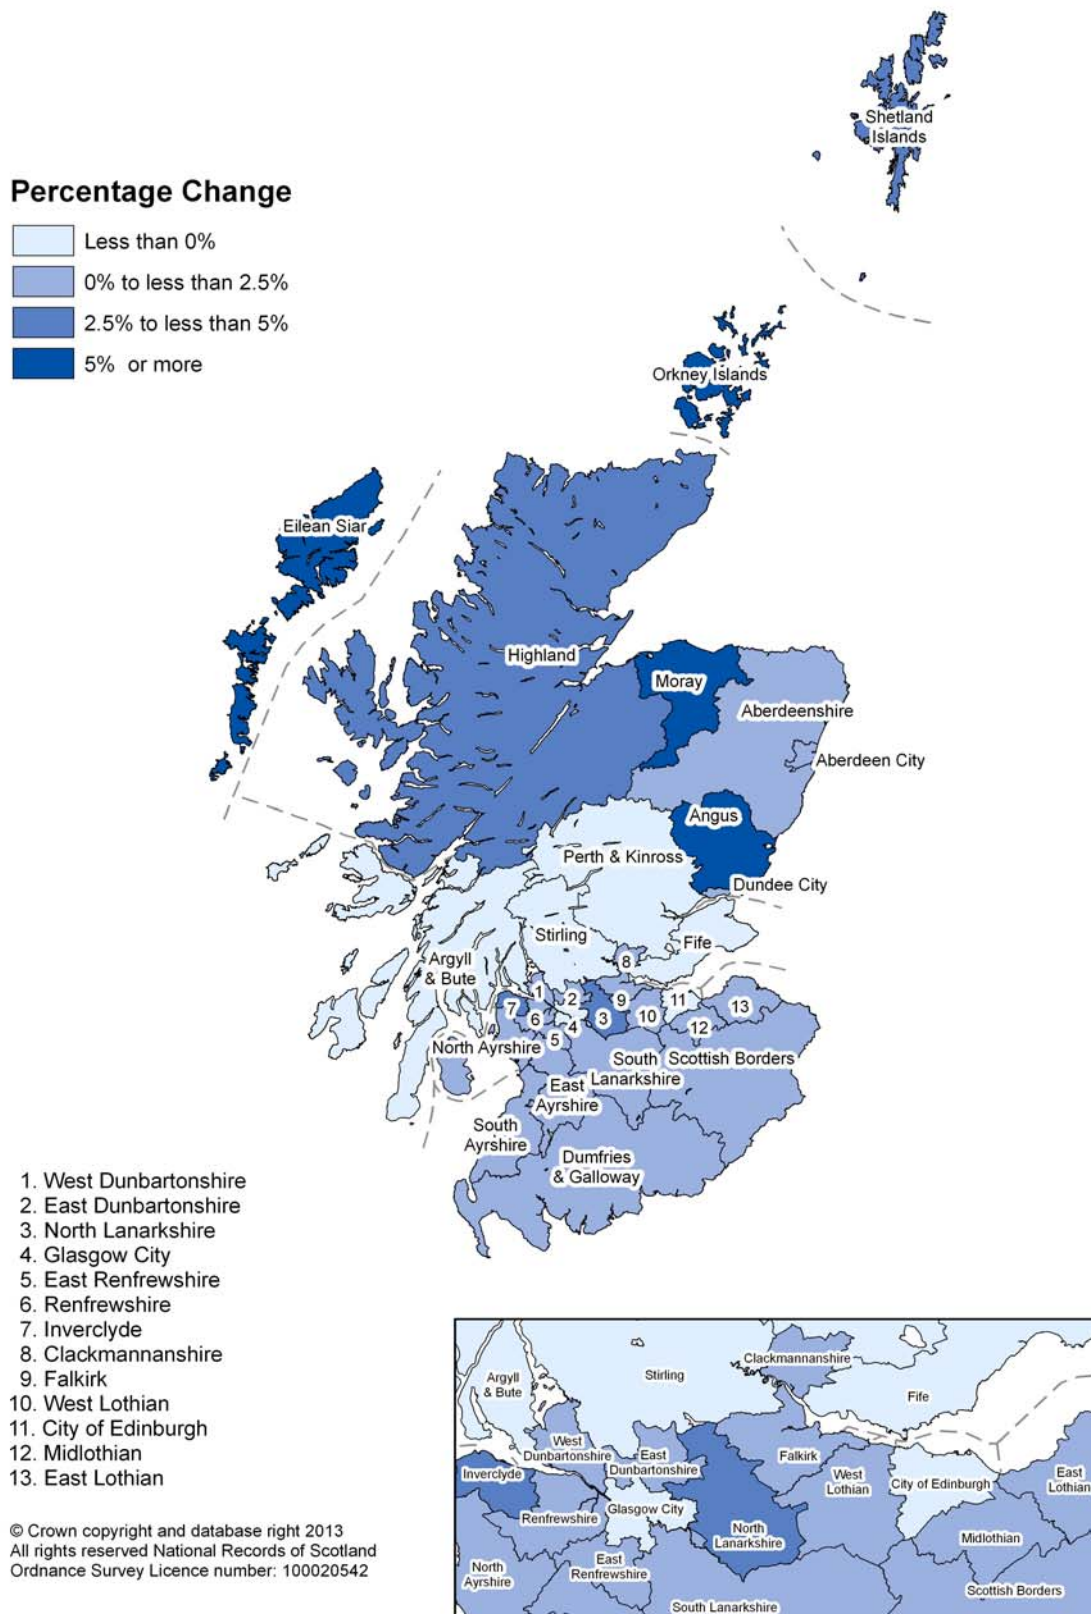 Percentage Change
Less than 0%
0% to less than 2.5%
2.5% to less than 5%
5% or more
Shetland
Islands
Orkney Islands
Eilean Siar
Highland
Moray
Aberdeenshire
Aberdeen City
Angus
Perth & Kinross
Dundee City
Stirling
Fife
Argyll
& Bute
8
1
2
9
11
7
6
4
3
10
13
12
5
North Ayrshire
South
Lanarkshire
Scottish Borders
East
Ayrshire
South
Ayrshire
Dumfries
& Galloway
1. West Dunbartonshire
2. East Dunbartonshire
3. North Lanarkshire
4. Glasgow City
5. East Renfrewshire
6. Renfrewshire
7. Inverclyde
8. Clackmannanshire
9. Falkirk
10. West Lothian
11. City of Edinburgh
12. Midlothian
13. East Lothian
© Crown copyright and database right 2013
All rights reserved National Records of Scotland
Ordnance Survey Licence number: 100020542
Clackmannanshire
Argyll
& Bute
Stirling
Fife
West
Dunbartonshire
East
Dunbartonshire
Falkirk
Inverclyde
West
Lothian
City of Edinburgh
East
Lothian
Glasgow City
Renfrewshire
North
Lanarkshire
Midlothian
North
Ayrshire
East
Renfrewshire
Scottish Borders
South Lanarkshire